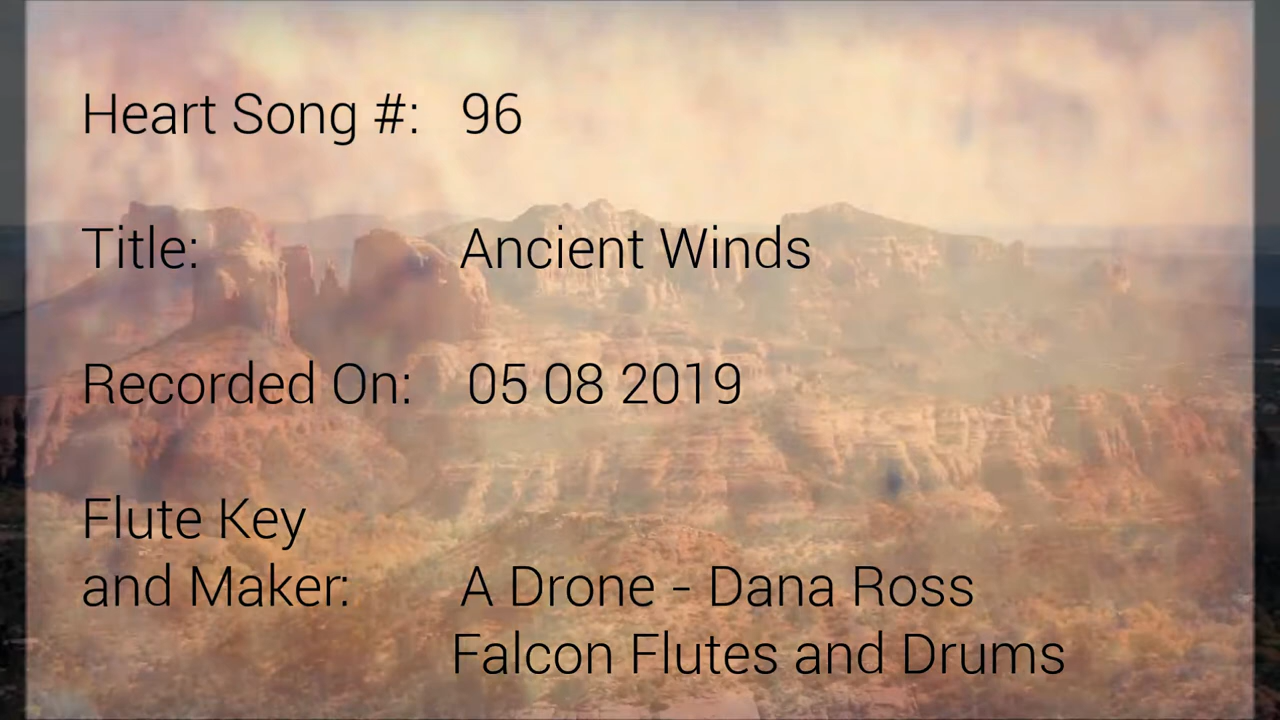 Heart Song #: 96
Title: Ancient Winds
Recorded On: 05 08 2019
Flute Key
and Maker: A Drone - Dana Ross
Falcon Flutes and Drums